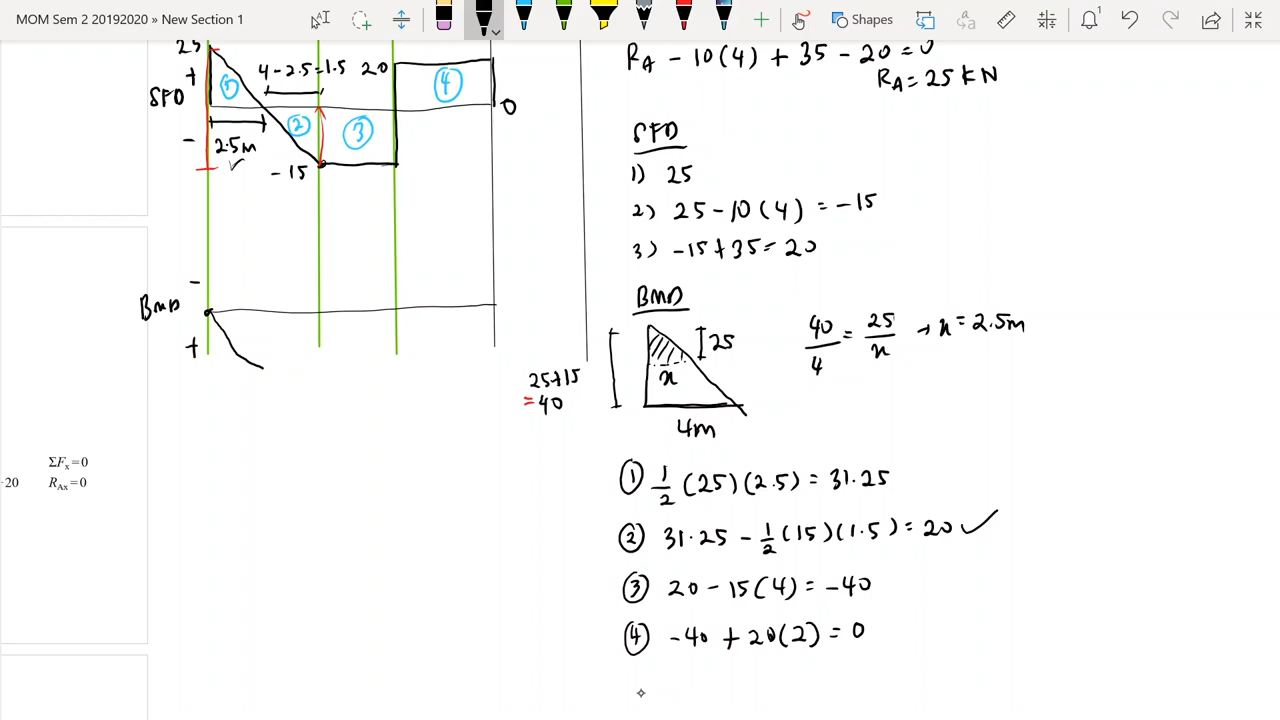 MOM Sem 2 20192020 » New Section 1
Shapes
25
+
4-2.5=1.5 20
SFD
1 2 3 4
0
-
2.5m ✓
-15
-
BMD
+
ΣFx=0
-20 RAx=0
RA - 10(4) + 35 - 20 = 0
RA = 25 KN
SFD
1) 25
2) 25-10(4) = -15
3) -15+35= 20
BMD
40/4 = 25/x → x = 2.5m
25
x
25+15
= 40
4m
① 1/2 (25)(2.5) = 31.25
② 31.25 - 1/2 (15)(1.5) = 20 ✓
③ 20 - 15(4) = -40
④ -40 + 20(2) = 0